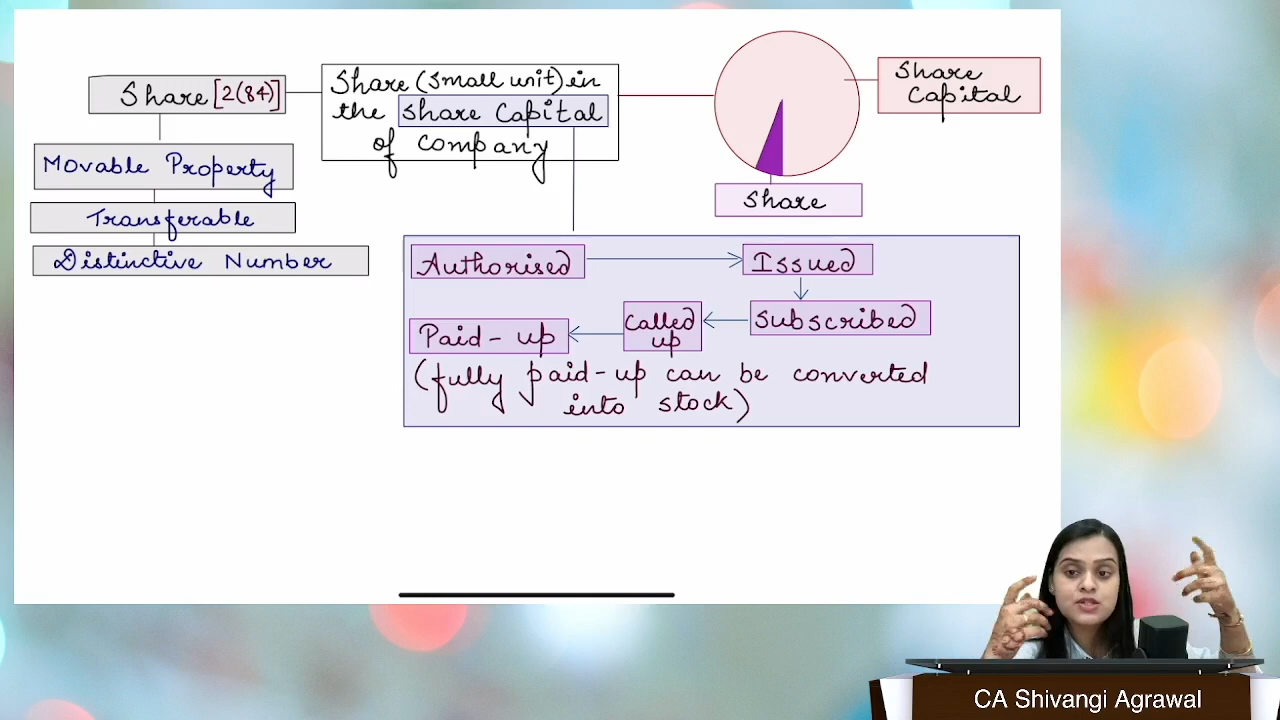 Share [2(84)]
Movable Property
Transferable
Distinctive Number
Share (small unit) in
the share Capital
of company
Share
Capital
Share
Authorised
Issued
Subscribed
Called
up
Paid-up
(fully paid-up can be converted
into stock)
CA Shivangi Agrawal